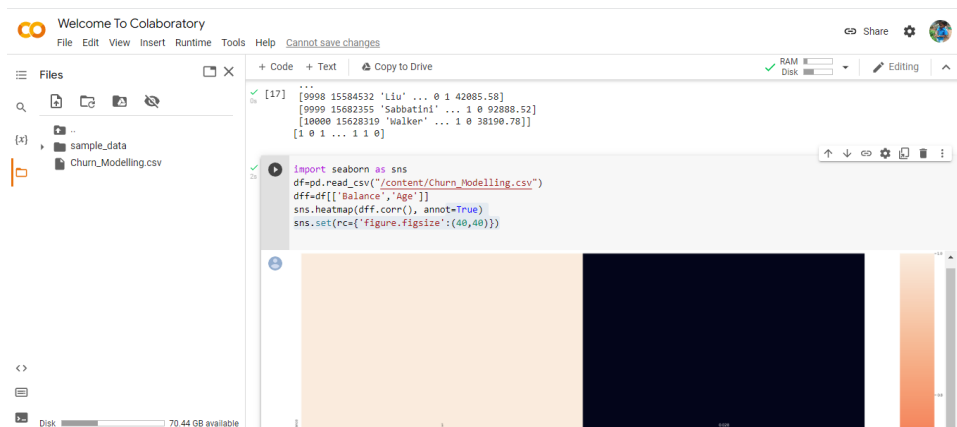 Welcome To Colaboratory
File Edit View Insert Runtime Tools Help Cannot save changes
Share
Files
+ Code + Text Copy to Drive
RAM
Disk
Editing
[17]
0s
...
[9998 15584532 'Liu' ... 0 1 42085.58]
[9999 15682355 'Sabbatini' ... 1 0 92888.52]
[10000 15628319 'Walker' ... 1 0 38190.78]]
[1 0 1 ... 1 1 0]
{x}
..
sample_data
Churn_Modelling.csv
2s
import seaborn as sns
df=pd.read_csv("/content/Churn_Modelling.csv")
dff=df[['Balance','Age']]
sns.heatmap(dff.corr(), annot=True)
sns.set(rc={'figure.figsize':(40,40)})
Disk 70.44 GB available